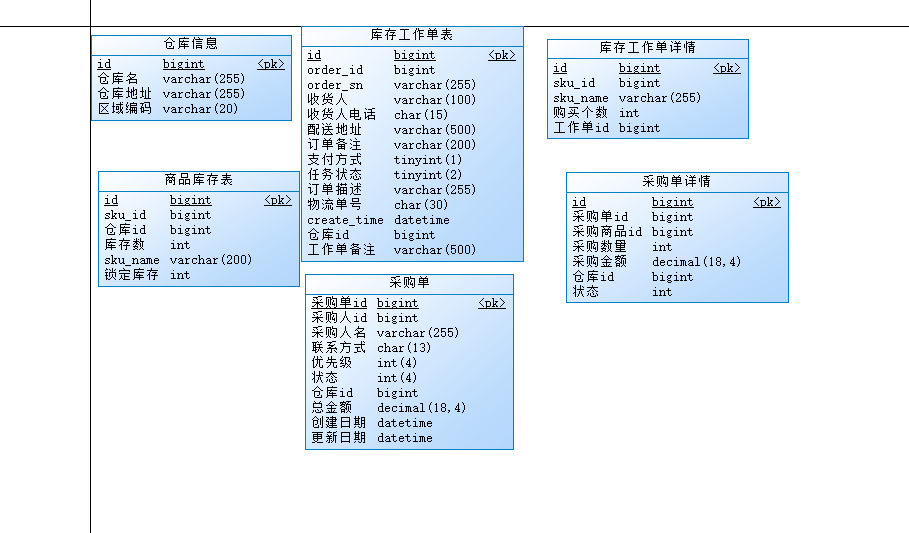 仓库信息
id bigint <pk>
仓库名 varchar(255)
仓库地址 varchar(255)
区域编码 varchar(20)
库存工作单表
id bigint <pk>
order_id bigint
order_sn varchar(255)
收货人 varchar(100)
收货人电话 char(15)
配送地址 varchar(500)
订单备注 varchar(200)
支付方式 tinyint(1)
任务状态 tinyint(2)
订单描述 varchar(255)
物流单号 char(30)
create_time datetime
仓库id bigint
工作单备注 varchar(500)
库存工作单详情
id bigint <pk>
sku_id bigint
sku_name varchar(255)
购买个数 int
工作单id bigint
商品库存表
id bigint <pk>
sku_id bigint
仓库id bigint
库存数 int
sku_name varchar(200)
锁定库存 int
采购单详情
id bigint <pk>
采购单id bigint
采购商品id bigint
采购数量 int
采购金额 decimal(18,4)
仓库id bigint
状态 int
采购单
采购单id bigint <pk>
采购人id bigint
采购人名 varchar(255)
联系方式 char(13)
优先级 int(4)
状态 int(4)
仓库id bigint
总金额 decimal(18,4)
创建日期 datetime
更新日期 datetime